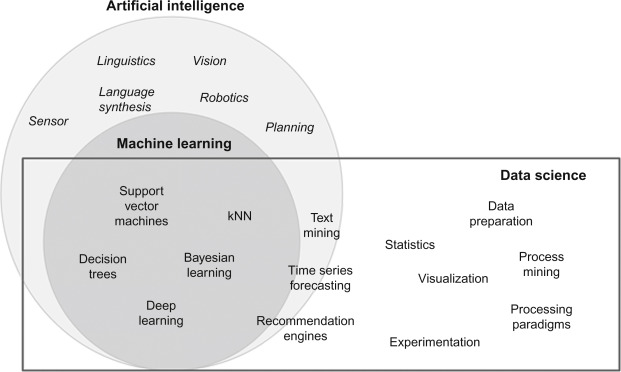 Artificial intelligence
Linguistics
Vision
Language
synthesis
Robotics
Sensor
Planning
Machine learning
Data science
Support
vector
machines
kNN
Text
mining
Data
preparation
Statistics
Decision
trees
Bayesian
learning
Time series
forecasting
Visualization
Process
mining
Deep
learning
Recommendation
engines
Processing
paradigms
Experimentation